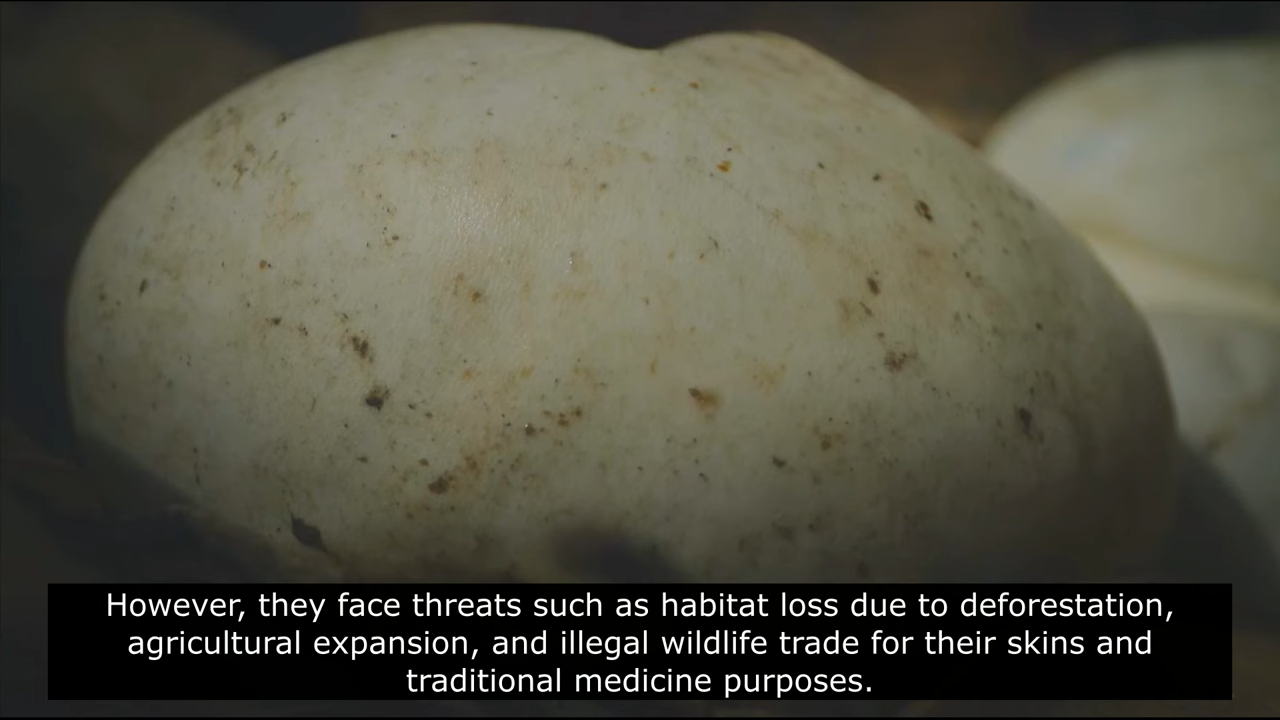 However, they face threats such as habitat loss due to deforestation,
agricultural expansion, and illegal wildlife trade for their skins and
traditional medicine purposes.